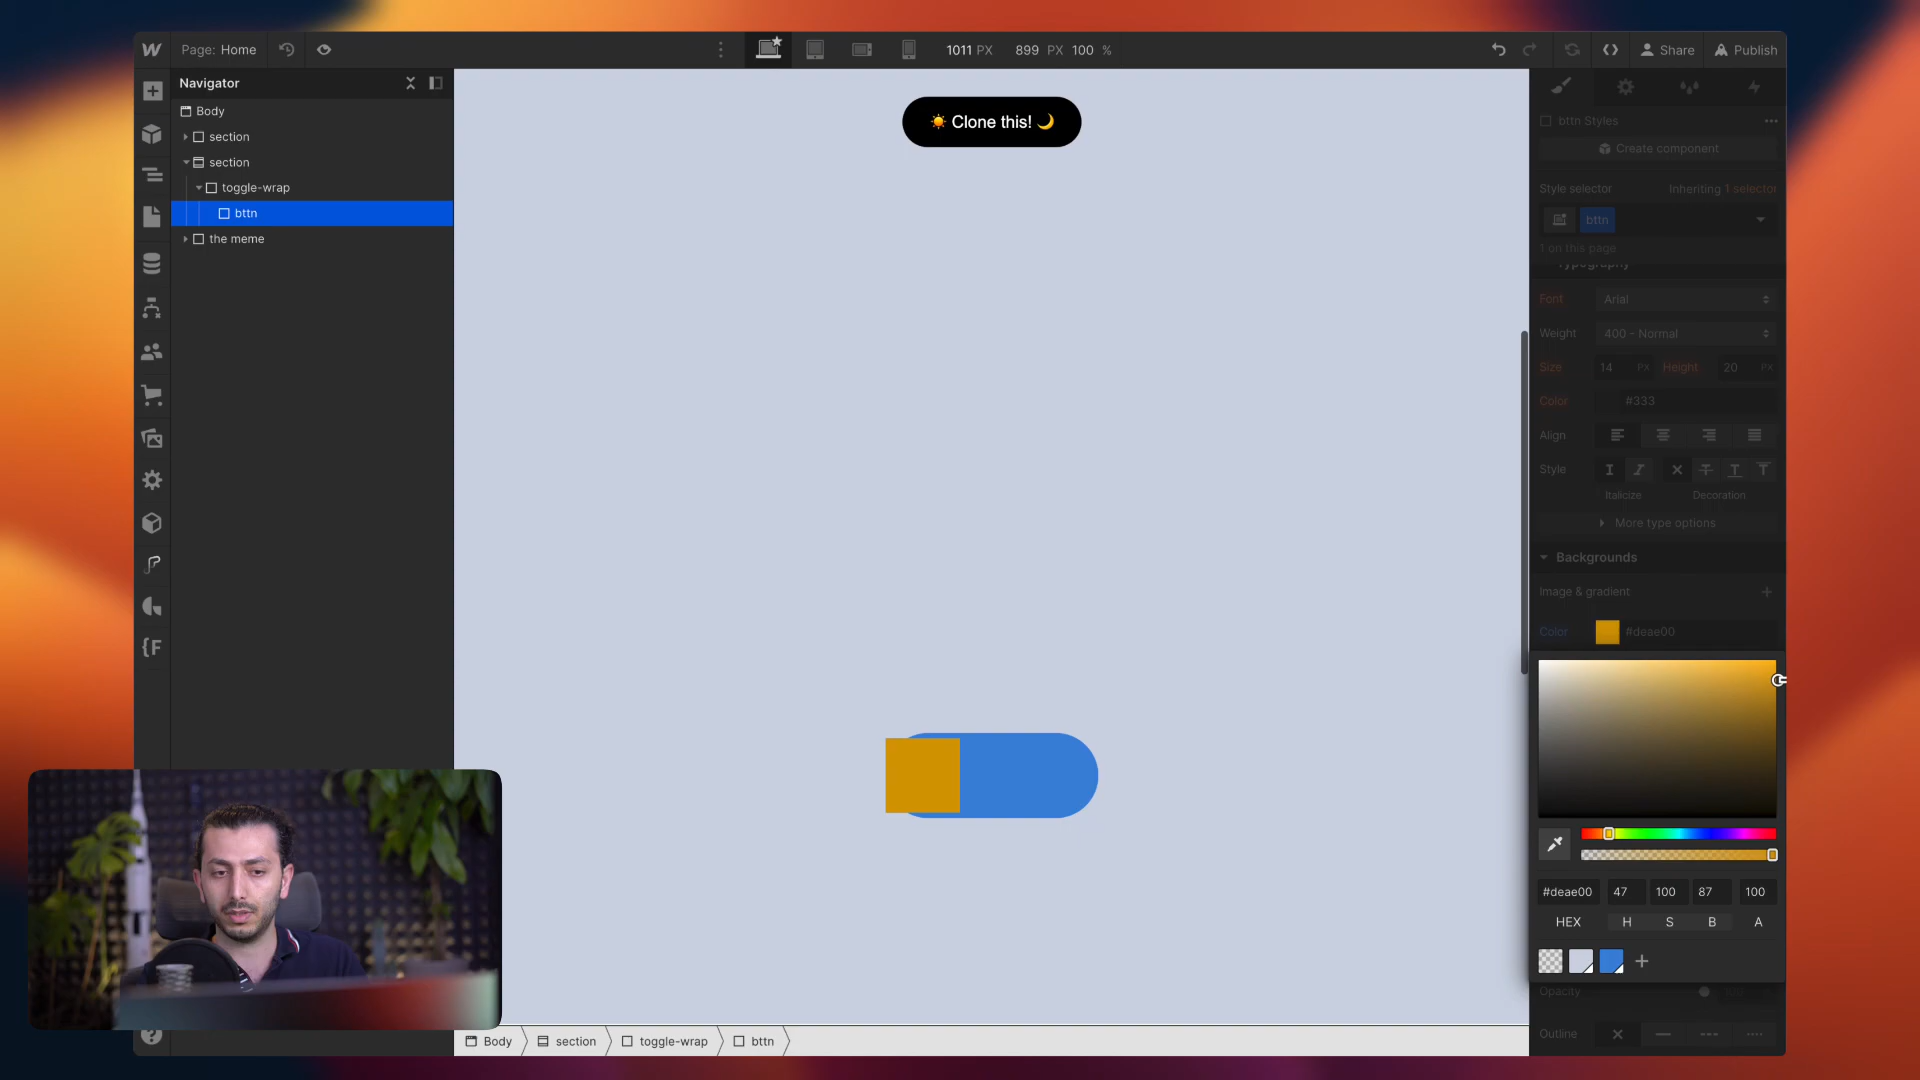 Page: Home
1011 PX 899 PX 100 %
Share
Publish
Navigator
Body
section
section
toggle-wrap
bttn
the meme
☀️ Clone this! 🌙
bttn Styles
Create component
Style selector
Inheriting 1 selector
bttn
1 on this page
Typography
Font Arial
Weight 400 - Normal
Size 14 PX Height 20 PX
Color #333
Align
Style
Italicize Decoration
More type options
Backgrounds
Image & gradient
Color #deae00
#deae00 47 100 87 100
HEX H S B A
Opacity
Outline
{F
Body section toggle-wrap bttn